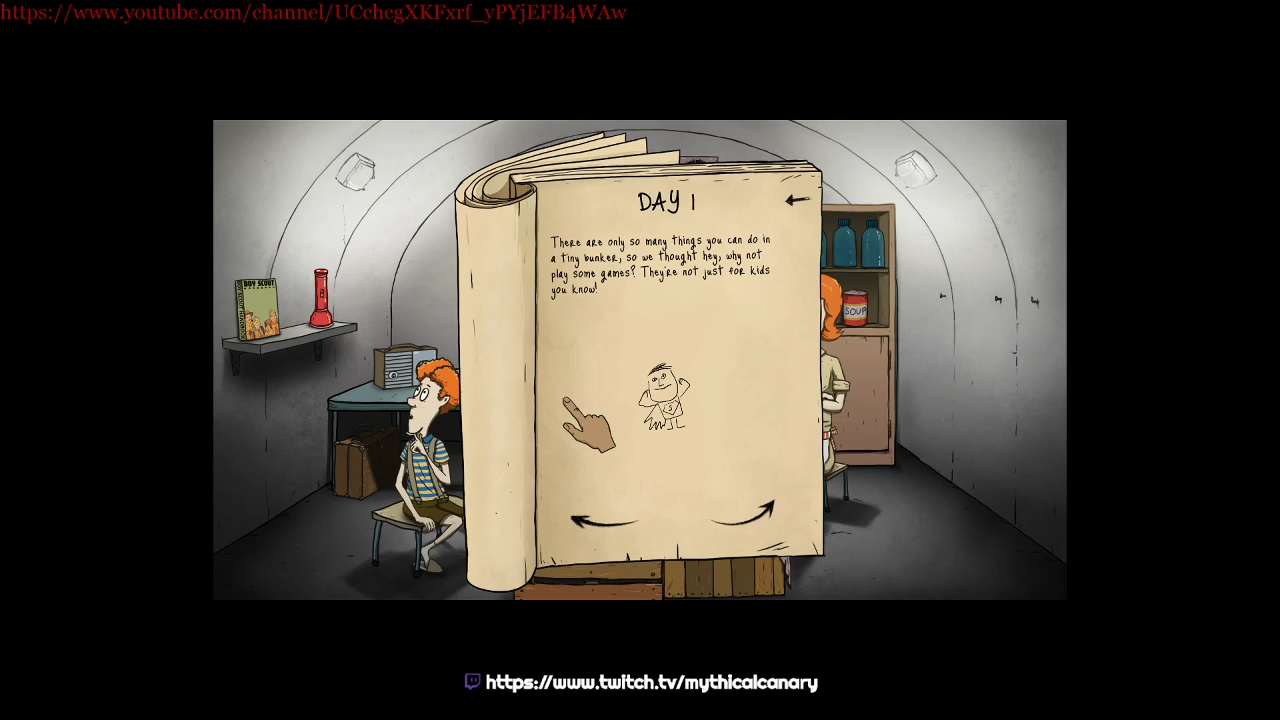 https://www.youtube.com/channel/UCchcgXKFxrf_yPYjEFB4WAw
DAY 1
There are only so many things you can do in
a tiny bunker, so we thought hey, why not
play some games? They're not just for kids
you know!
BOY SCOUT
SOUP
S
https://www.twitch.tv/mythicalcanary